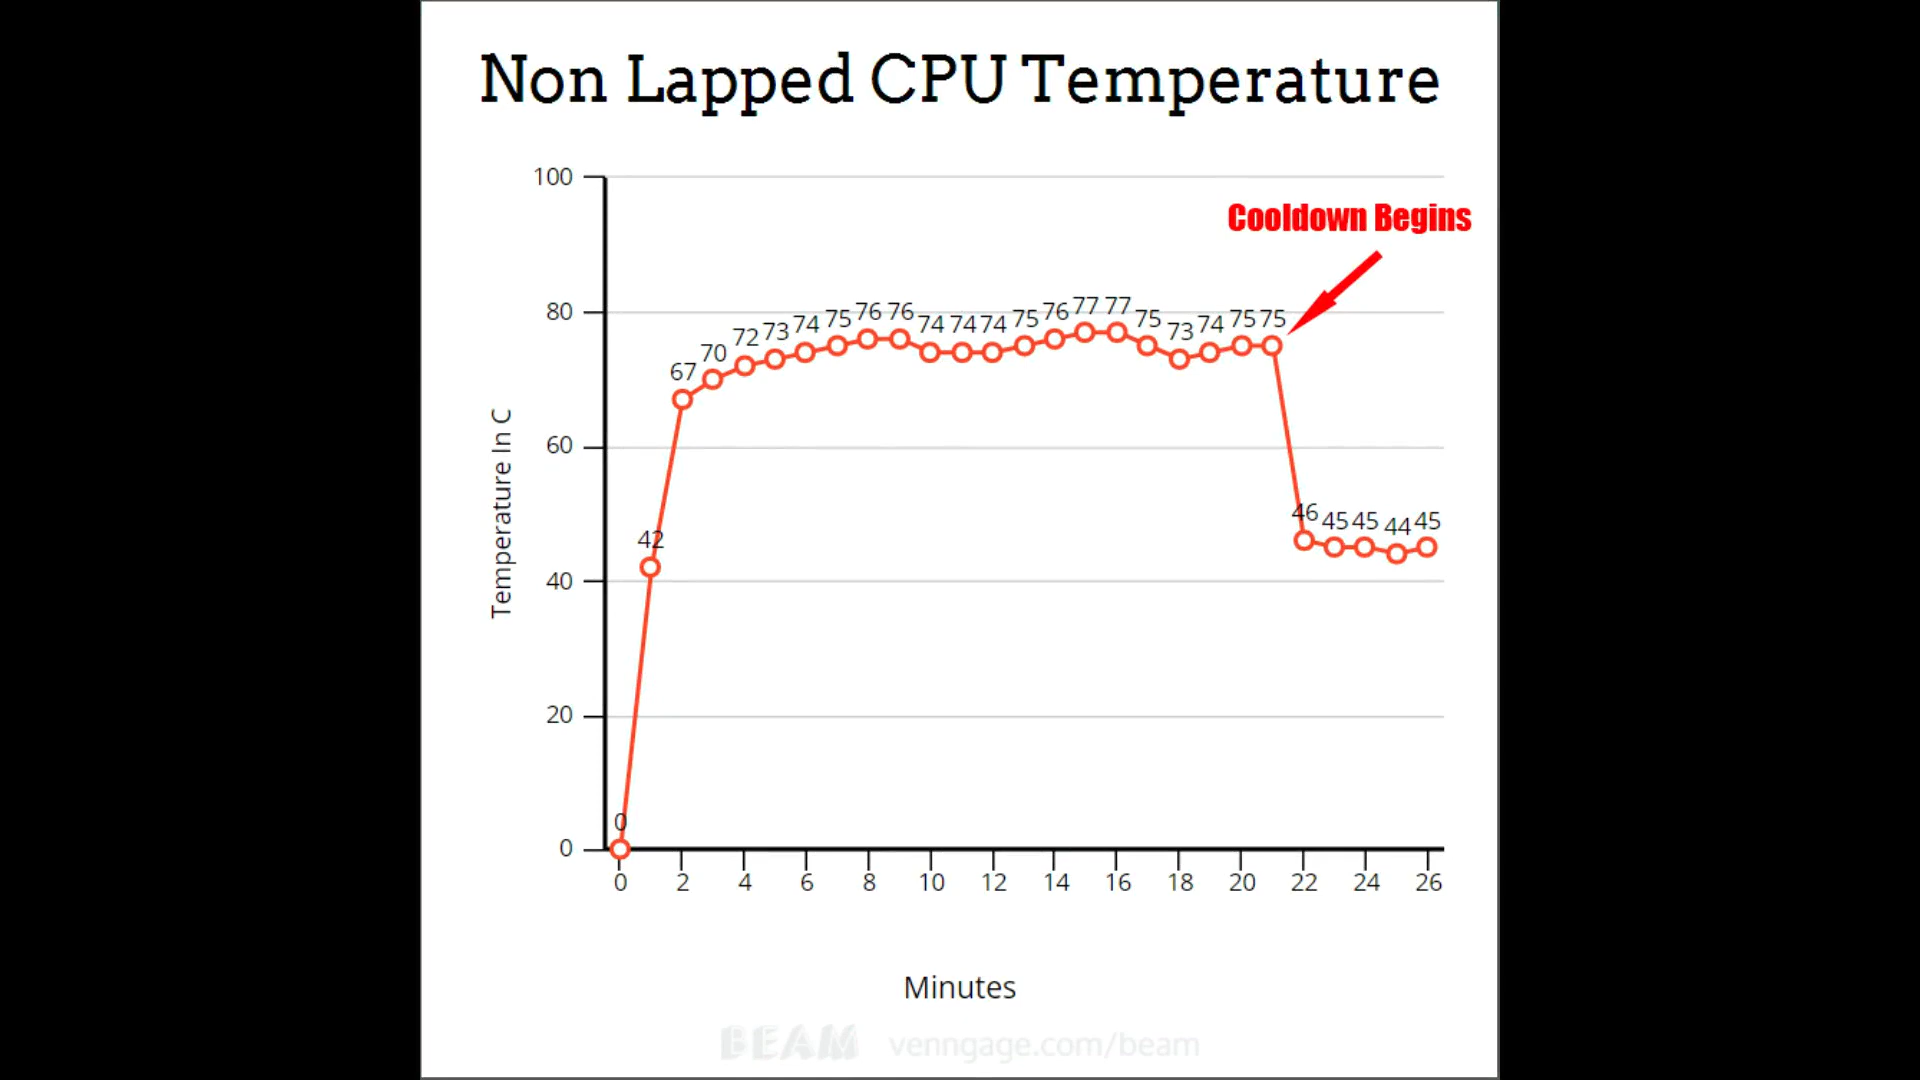 Non Lapped CPU Temperature
Cooldown Begins
Temperature In C
100
80
60
40
20
0
0 42 67 70 72 73 74 75 76 76 74 74 74 75 76 77 77 75 73 74 75 75 46 45 45 44 45
0 2 4 6 8 10 12 14 16 18 20 22 24 26
Minutes
BEAM venngage.com/beam